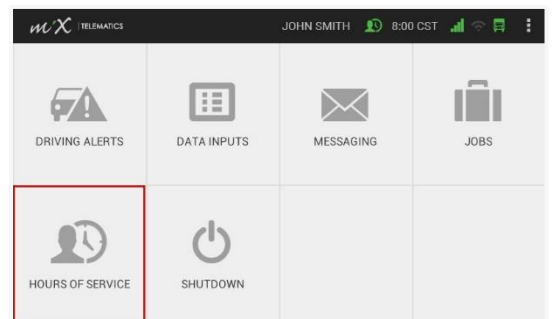 miX TELEMATICS JOHN SMITH 8:00 CST
DRIVING ALERTS DATA INPUTS MESSAGING JOBS
HOURS OF SERVICE SHUTDOWN